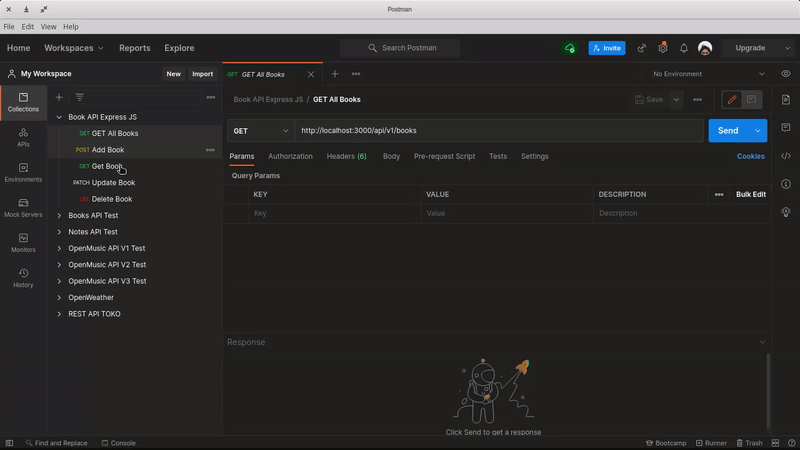 Postman
File Edit View Help
Home Workspaces Reports Explore Search Postman Invite Upgrade
My Workspace New Import
GET GET All Books
No Environment
Collections
APIs
Environments
Mock Servers
Monitors
History
Book API Express JS
GET GET All Books
POST Add Book
GET Get Book
PATCH Update Book
DEL Delete Book
Books API Test
Notes API Test
OpenMusic API V1 Test
OpenMusic API V2 Test
OpenMusic API V3 Test
OpenWeather
REST API TOKO
Book API Express JS / GET All Books Save
GET http://localhost:3000/api/v1/books Send
Params Authorization Headers (6) Body Pre-request Script Tests Settings Cookies
Query Params
KEY VALUE DESCRIPTION Bulk Edit
Key Value Description
Response
Click Send to get a response
Find and Replace Console Bootcamp Runner Trash